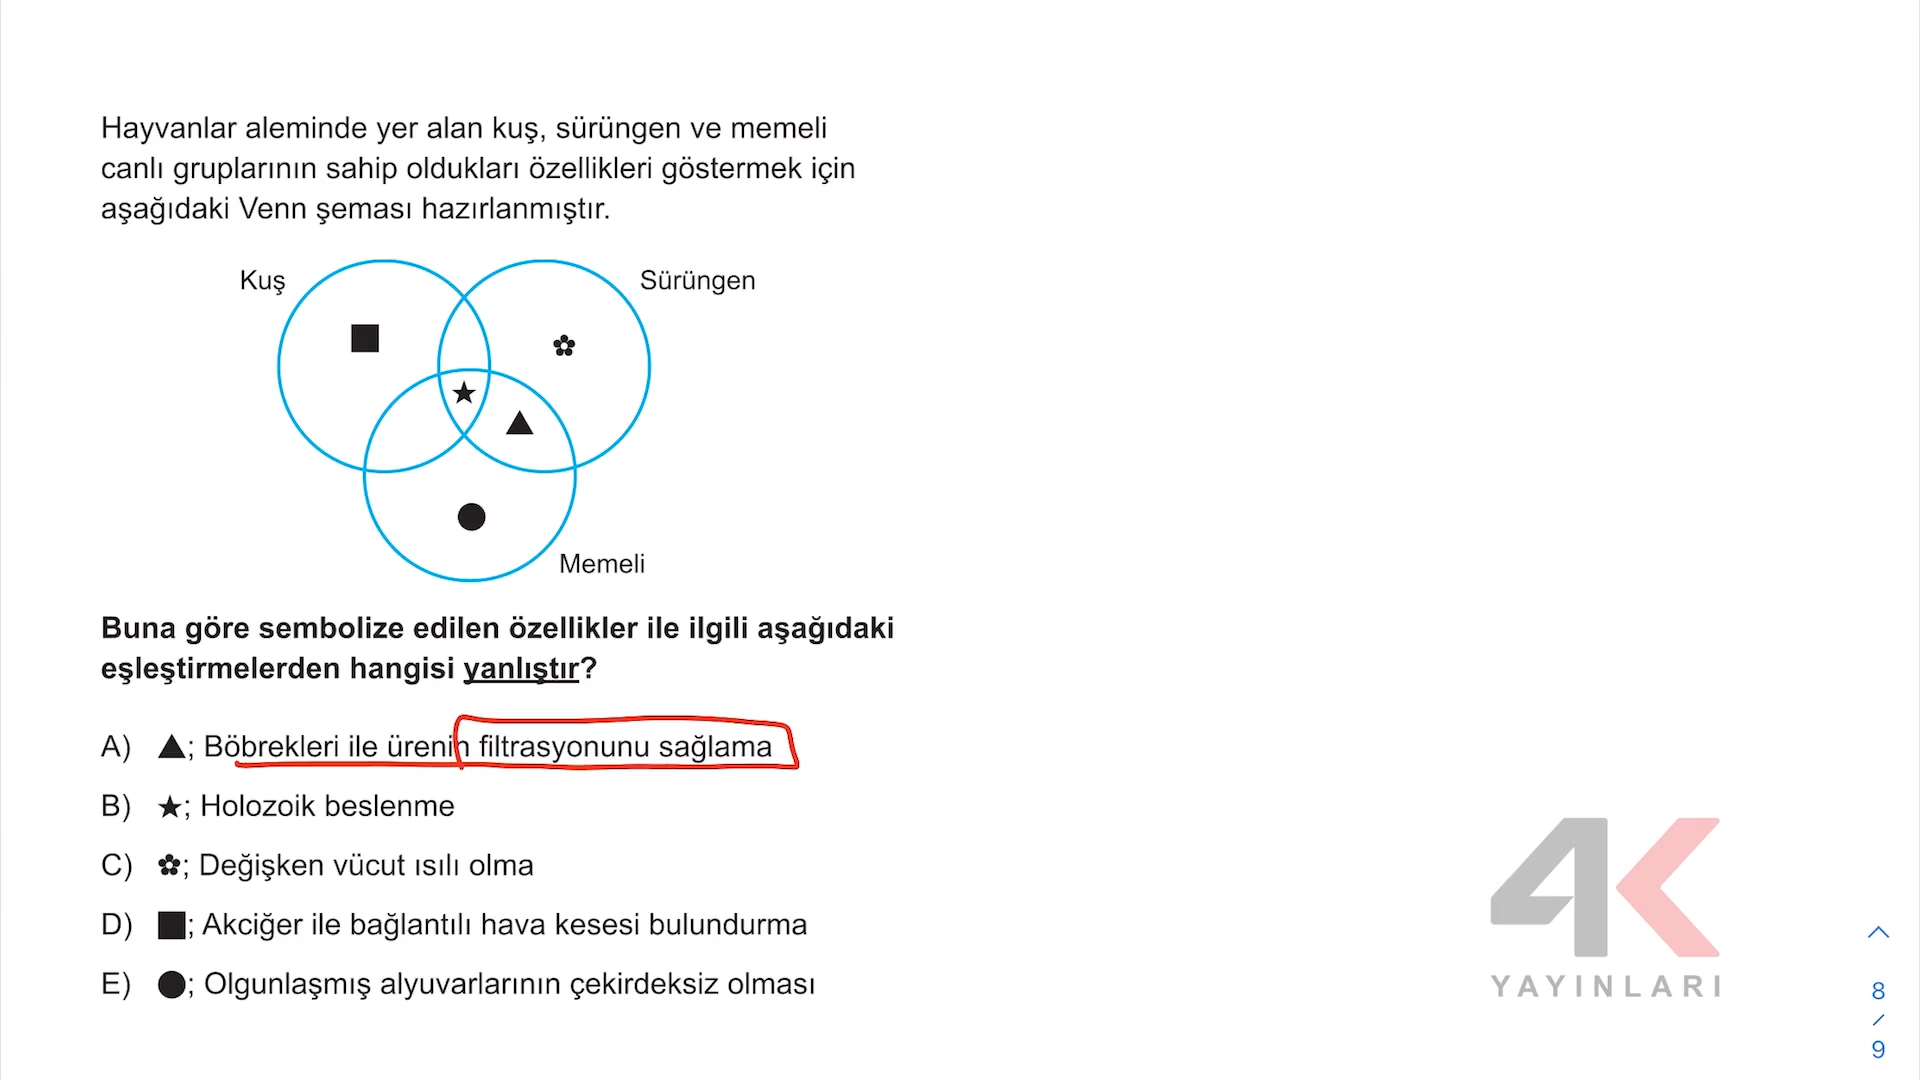 Hayvanlar aleminde yer alan kuş, sürüngen ve memeli
canlı gruplarının sahip oldukları özellikleri göstermek için
aşağıdaki Venn şeması hazırlanmıştır.
Kuş
Sürüngen
Memeli
Buna göre sembolize edilen özellikler ile ilgili aşağıdaki
eşleştirmelerden hangisi yanlıştır?
A) ▲; Böbrekleri ile ürenin filtrasyonunu sağlama
B) ★; Holozoik beslenme
C) ✿; Değişken vücut ısılı olma
D) ■; Akciğer ile bağlantılı hava kesesi bulundurma
E) ●; Olgunlaşmış alyuvarlarının çekirdeksiz olması
4K
YAYINLARI
8
/
9